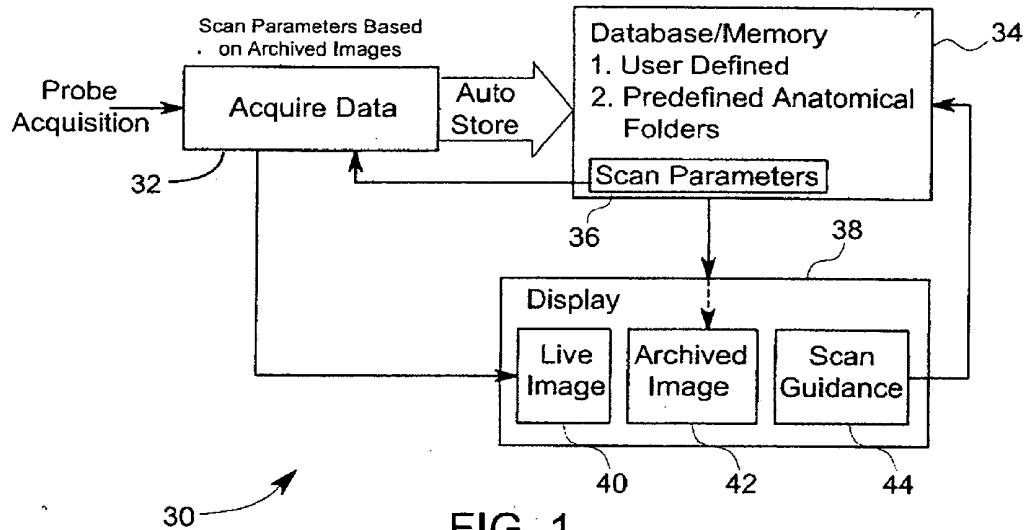 Scan Parameters Based
on Archived Images
Probe
Acquisition
Acquire Data
32
Auto
Store
Database/Memory
1. User Defined
2. Predefined Anatomical
Folders
Scan Parameters
34
36
38
Display
Live
Image
Archived
Image
Scan
Guidance
40
42
44
30
FIG. 1